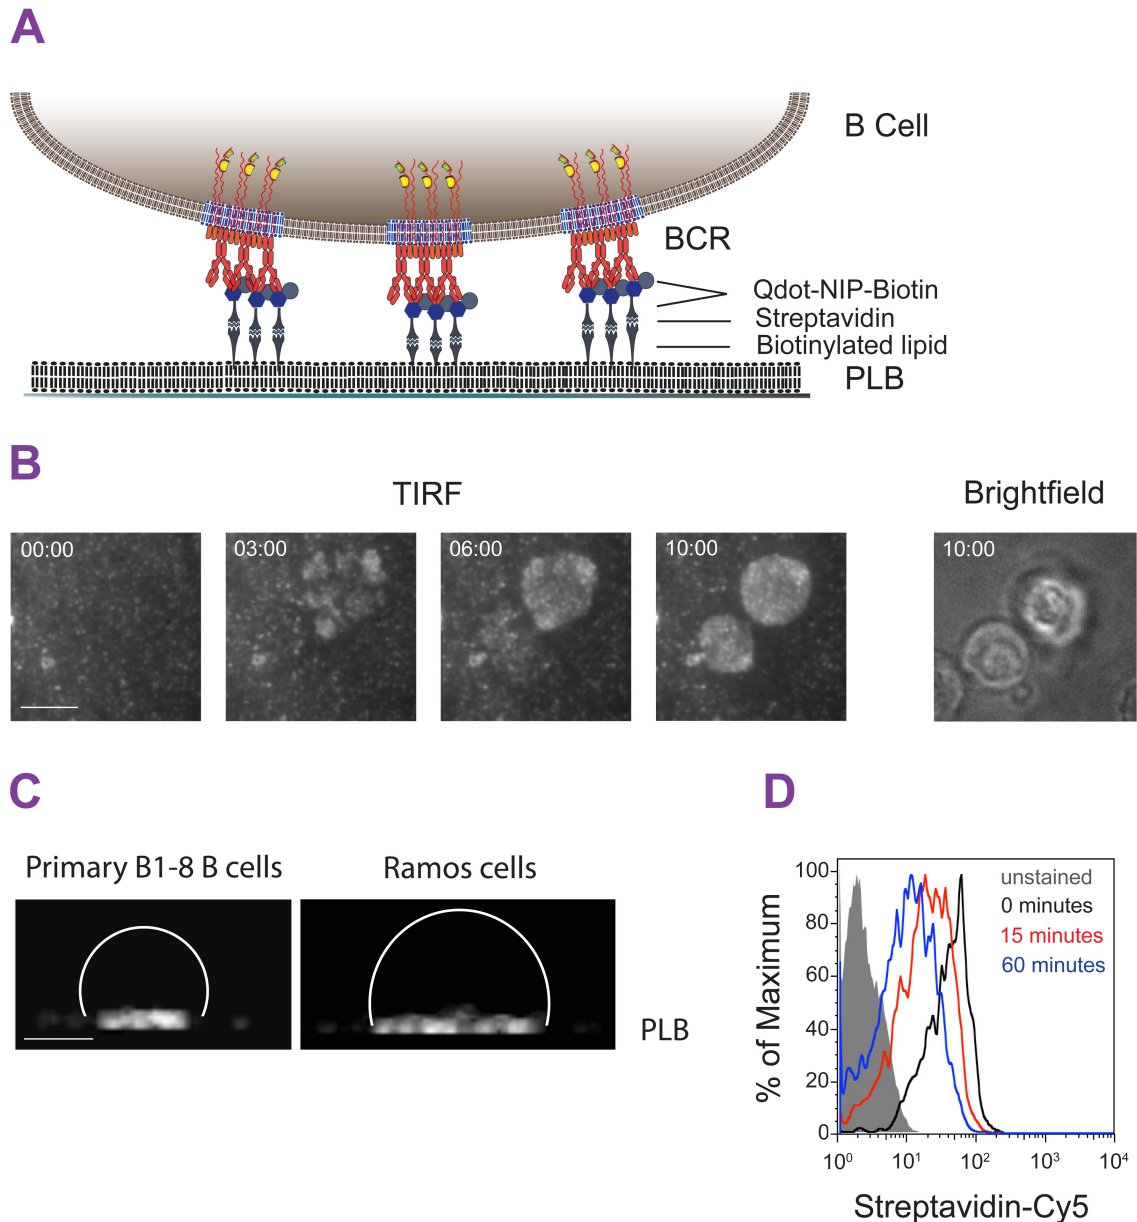 A
B Cell
BCR
Qdot-NIP-Biotin
Streptavidin
Biotinylated lipid
PLB
B
TIRF
Brightfield
00:00
03:00
06:00
10:00
10:00
C
D
Primary B1-8 B cells
Ramos cells
PLB
% of Maximum
100
80
60
40
20
0
unstained
0 minutes
15 minutes
60 minutes
10⁰ 10¹ 10² 10³ 10⁴
Streptavidin-Cy5